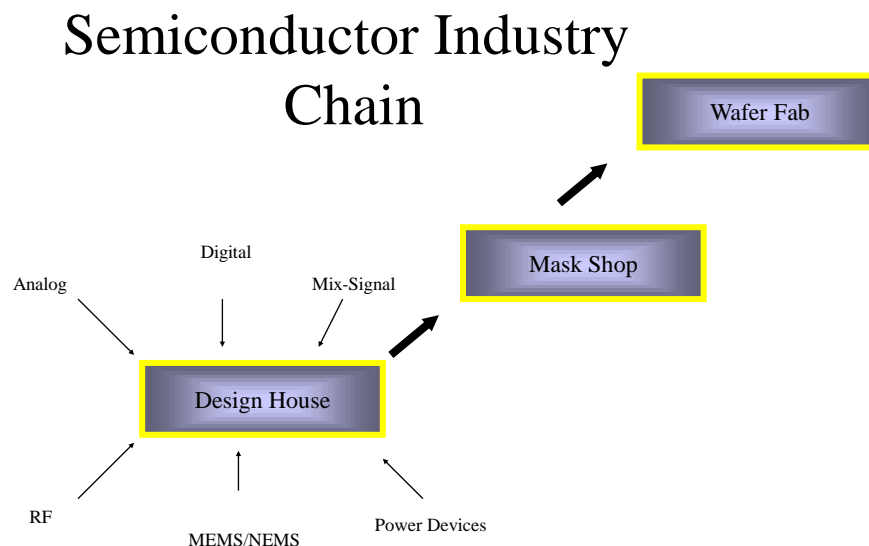 Semiconductor Industry
Chain
Wafer Fab
Mask Shop
Digital
Analog
Mix-Signal
Design House
RF
MEMS/NEMS
Power Devices